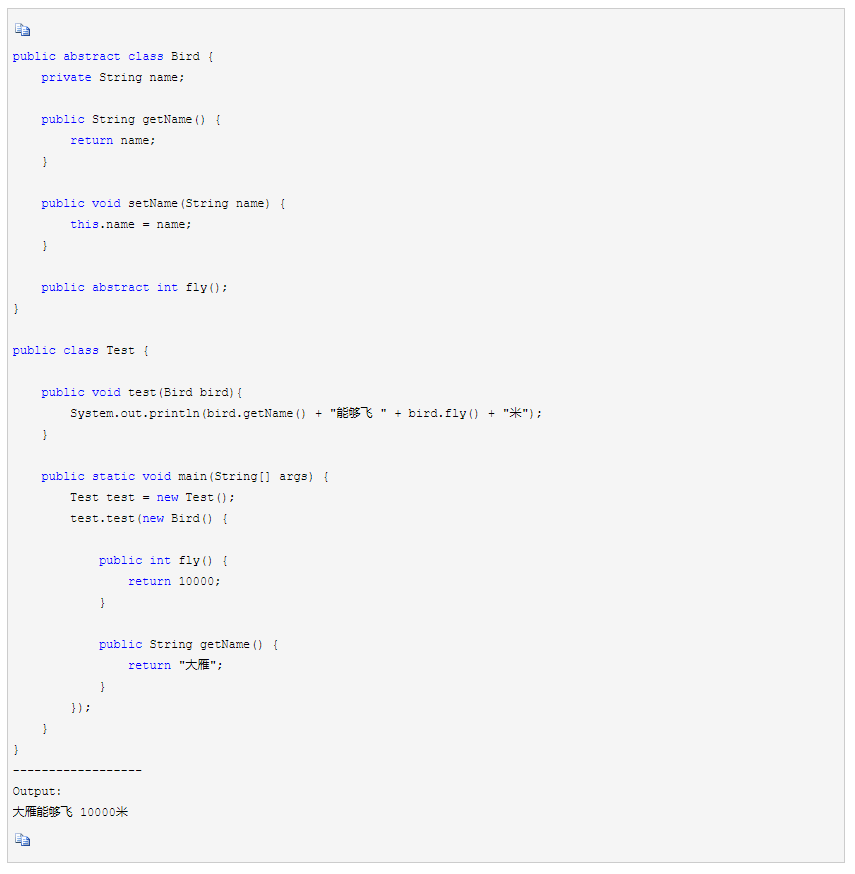 public abstract class Bird {
    private String name;

    public String getName() {
        return name;
    }

    public void setName(String name) {
        this.name = name;
    }

    public abstract int fly();
}

public class Test {

    public void test(Bird bird){
        System.out.println(bird.getName() + "能够飞 " + bird.fly() + "米");
    }

    public static void main(String[] args) {
        Test test = new Test();
        test.test(new Bird() {

            public int fly() {
                return 10000;
            }

            public String getName() {
                return "大雁";
            }
        });
    }
}
------------------
Output:
大雁能够飞 10000米